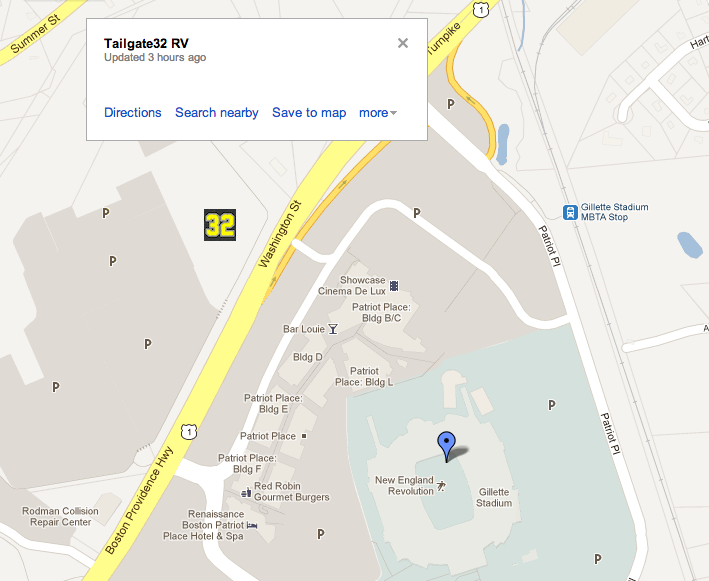 Summer St
Tailgate32 RV
Updated 3 hours ago
Directions Search nearby Save to map more
Turnpike
1
P
Gillette Stadium
MBTA Stop
P
32
P
Washington St
Patriot Pl
P
Showcase
Cinema De Lux
Patriot Place:
Bldg B/C
Bar Louie
P
Bldg D
Patriot
Place: Bldg L
P
Patriot Place:
Bldg E
P
Patriot Pl
1
Patriot Place
Patriot Place:
Bldg F
Boston Providence Hwy
New England
Revolution
Gillette
Stadium
Red Robin
Gourmet Burgers
Rodman Collision
Repair Center
Renaissance
Boston Patriot
Place Hotel & Spa
P
P